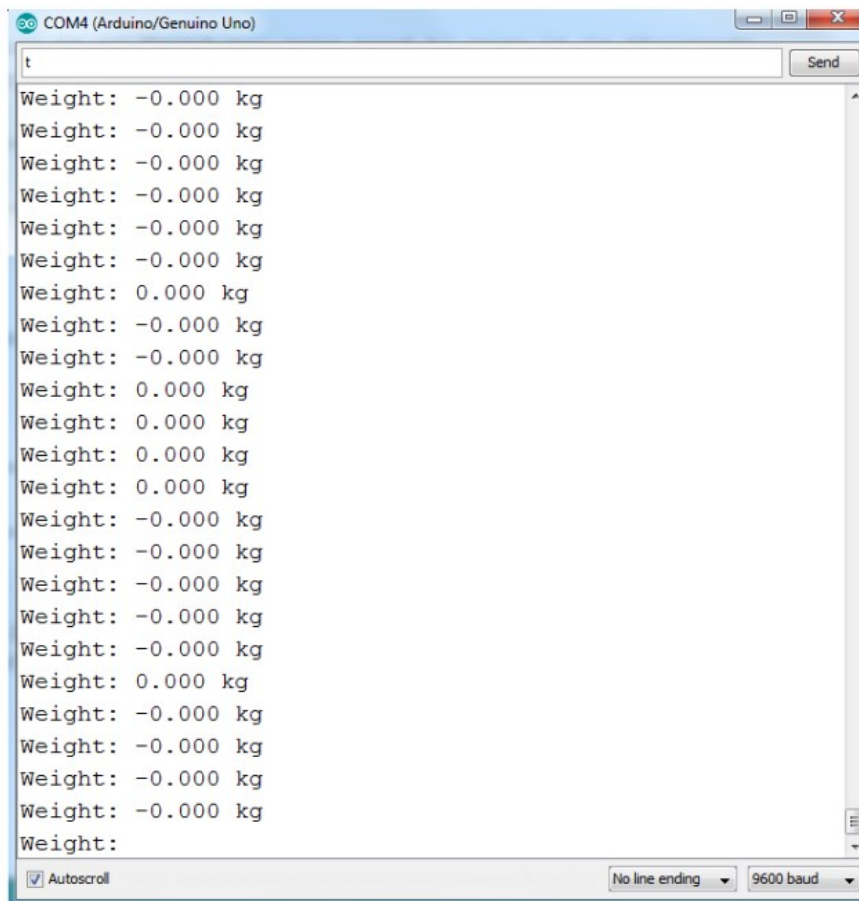 COM4 (Arduino/Genuino Uno)
t
Send
Weight: -0.000 kg
Weight: -0.000 kg
Weight: -0.000 kg
Weight: -0.000 kg
Weight: -0.000 kg
Weight: -0.000 kg
Weight: 0.000 kg
Weight: -0.000 kg
Weight: -0.000 kg
Weight: 0.000 kg
Weight: 0.000 kg
Weight: 0.000 kg
Weight: 0.000 kg
Weight: -0.000 kg
Weight: -0.000 kg
Weight: -0.000 kg
Weight: -0.000 kg
Weight: -0.000 kg
Weight: 0.000 kg
Weight: -0.000 kg
Weight: -0.000 kg
Weight: -0.000 kg
Weight: -0.000 kg
Weight:
Autoscroll
No line ending
9600 baud